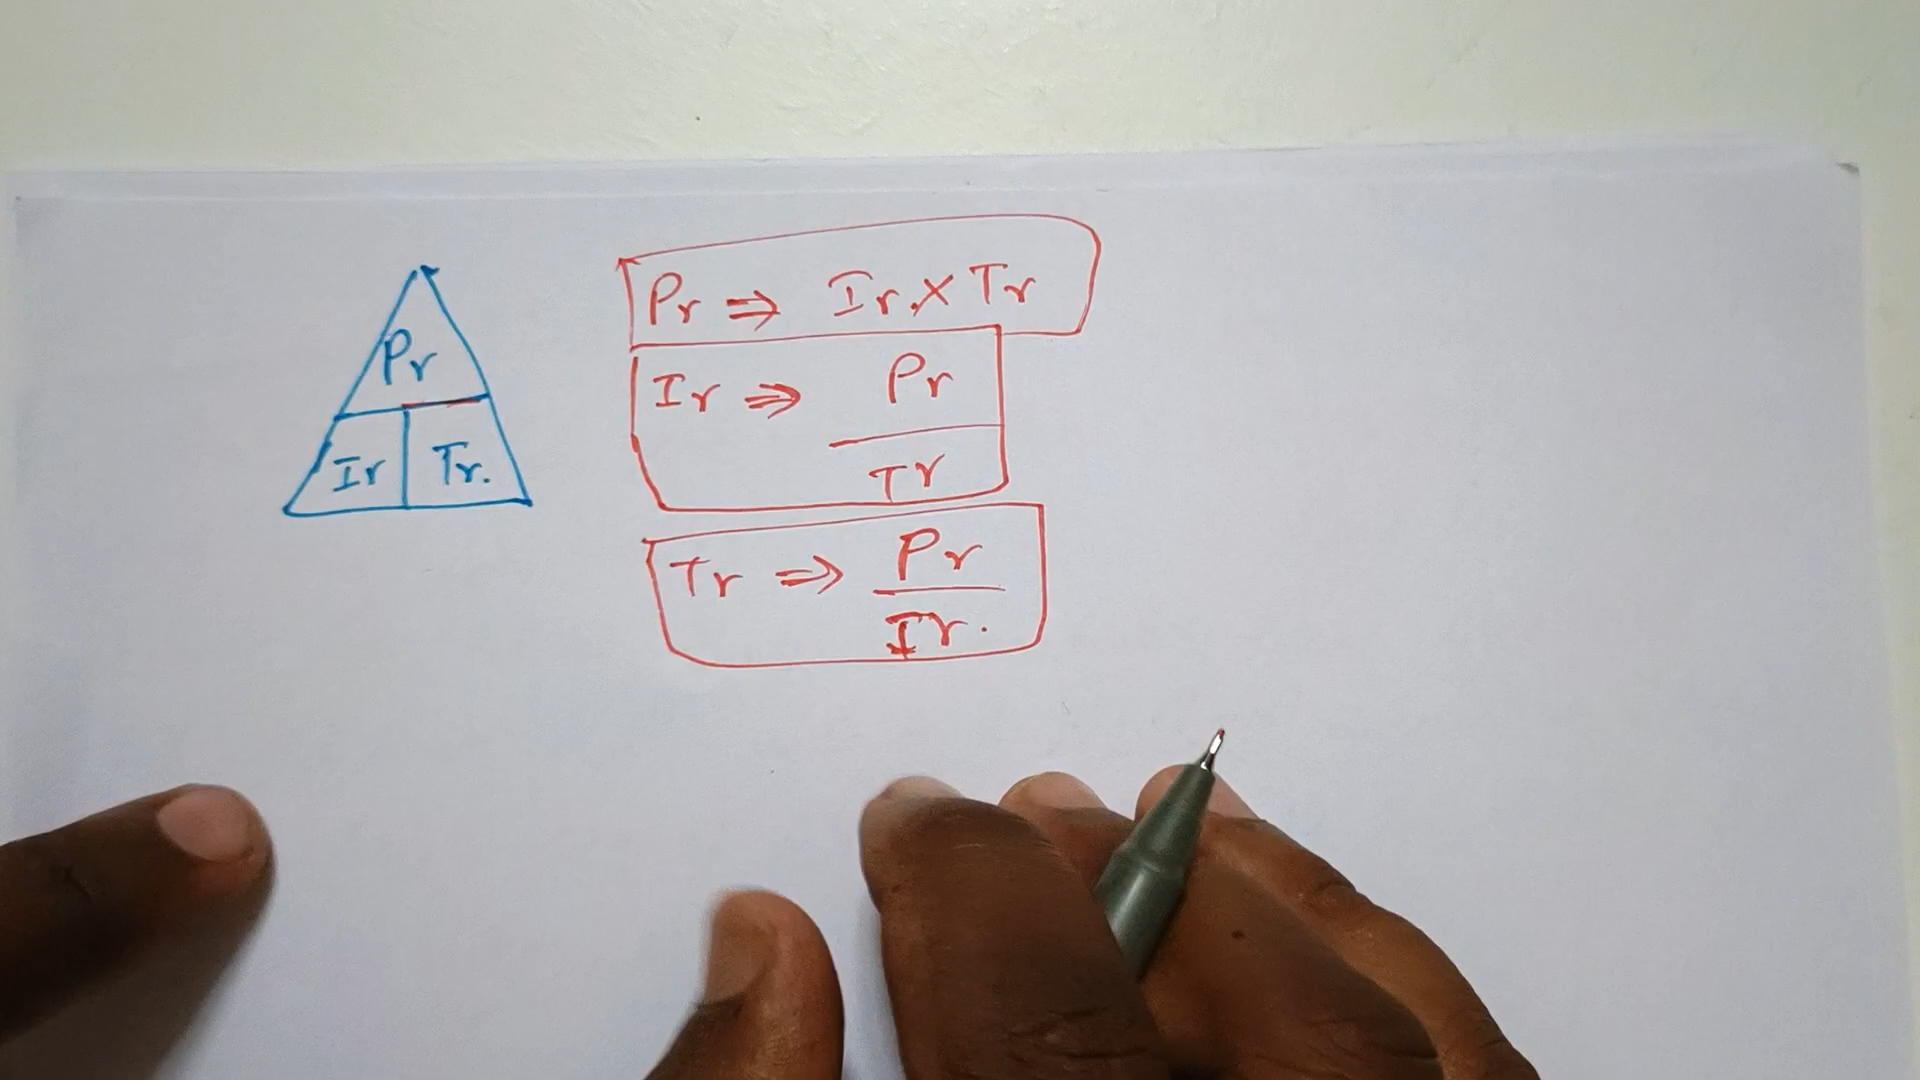 Pr
Ir Tr.
Pr ⇒ Ir × Tr
Ir ⇒ Pr
Tr
Tr ⇒ Pr
Ir.